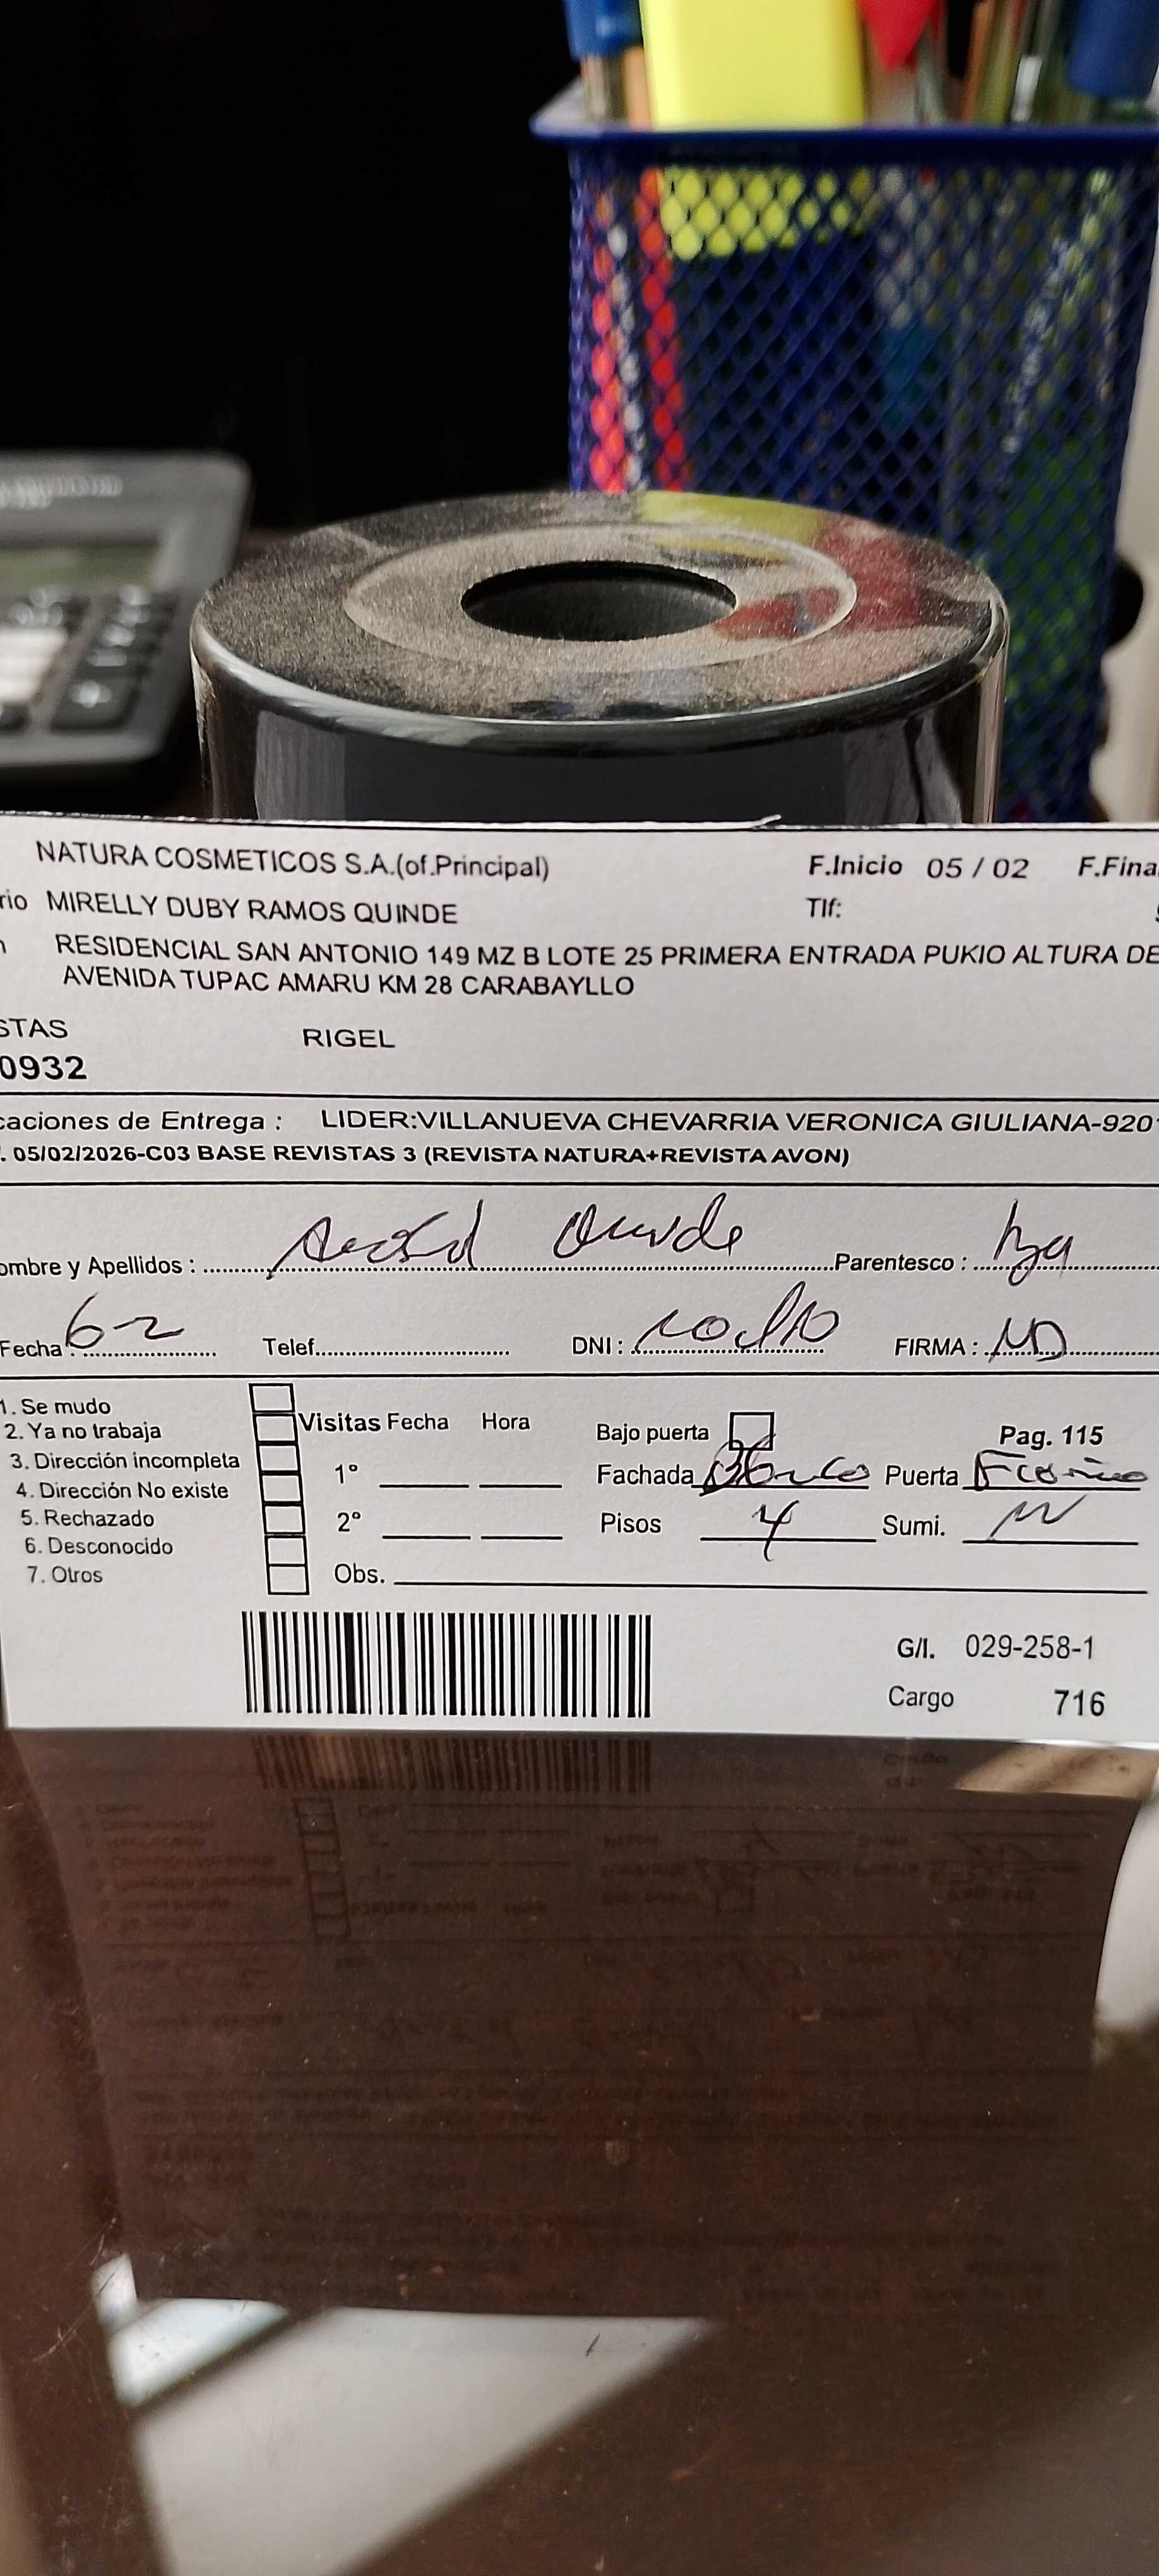 NATURA COSMETICOS S.A.(of.Principal) F.Inicio 05 / 02 F.Fina
rio MIRELLY DUBY RAMOS QUINDE Tlf:
RESIDENCIAL SAN ANTONIO 149 MZ B LOTE 25 PRIMERA ENTRADA PUKIO ALTURA DE
AVENIDA TUPAC AMARU KM 28 CARABAYLLO
STAS RIGEL
0932
caciones de Entrega : LIDER:VILLANUEVA CHEVARRIA VERONICA GIULIANA-920
. 05/02/2026-C03 BASE REVISTAS 3 (REVISTA NATURA+REVISTA AVON)
ombre y Apellidos : Quinde Parentesco :
Fecha : 6-2 Telef. DNI : FIRMA :
1. Se mudo
2. Ya no trabaja Visitas Fecha Hora Bajo puerta Pag. 115
3. Dirección incompleta 1° Fachada Blanco Puerta
4. Dirección No existe
5. Rechazado 2° Pisos 4 Sumi.
6. Desconocido
7. Otros Obs.
G/I. 029-258-1
Cargo 716